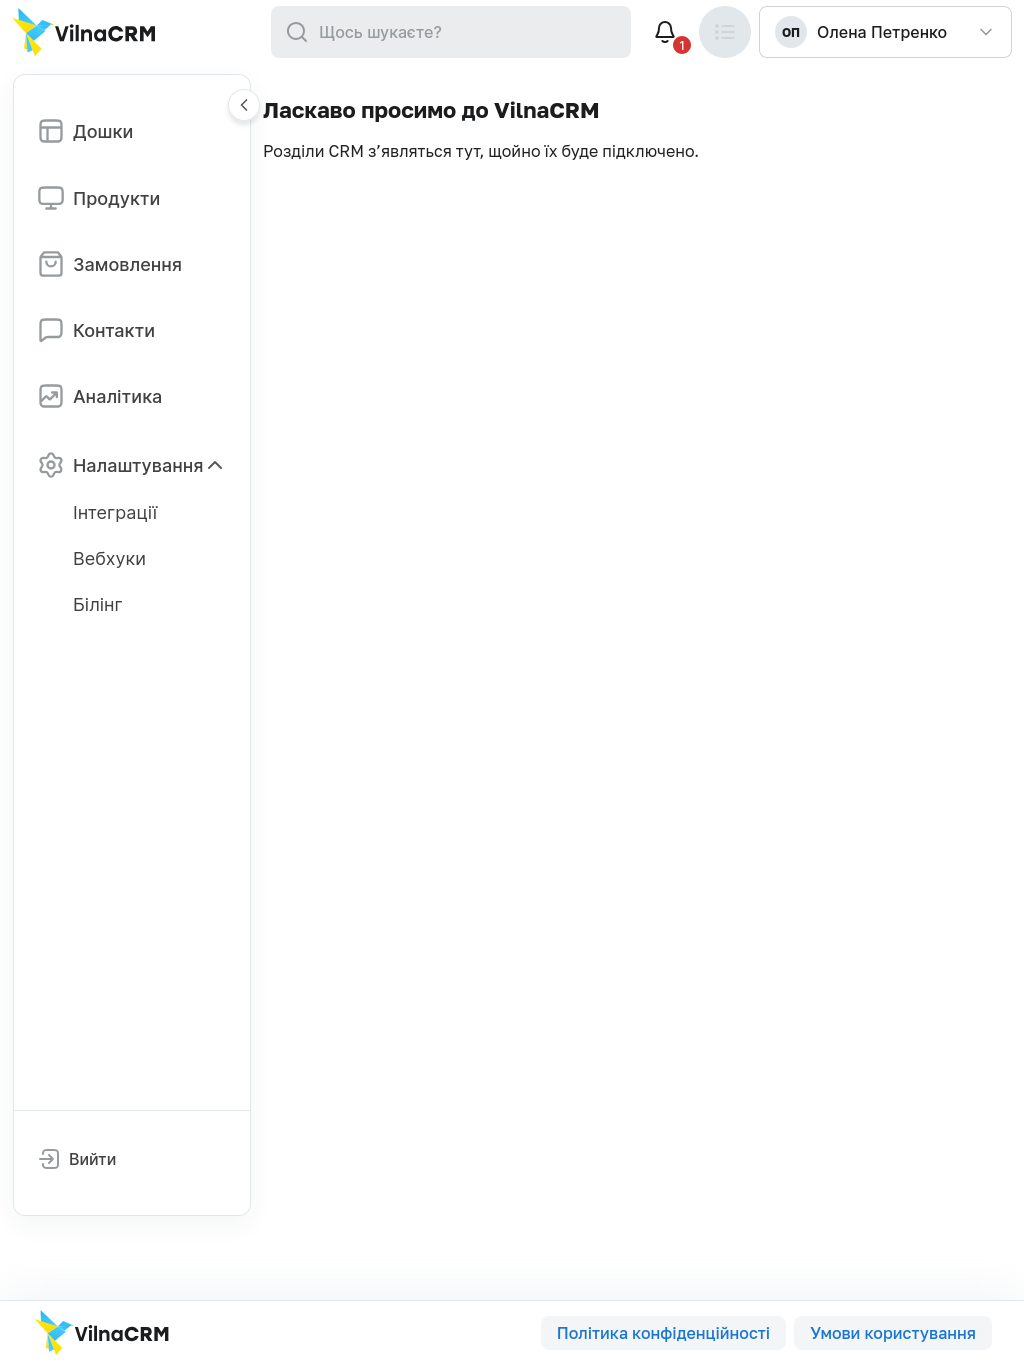 VilnaCRM
Щось шукаєте?
1
ОП
Олена Петренко
Ласкаво просимо до VilnaCRM
Розділи CRM з’являться тут, щойно їх буде підключено.
Дошки
Продукти
Замовлення
Контакти
Аналітика
Налаштування
Інтеграції
Вебхуки
Білінг
Вийти
VilnaCRM
Політика конфіденційності
Умови користування